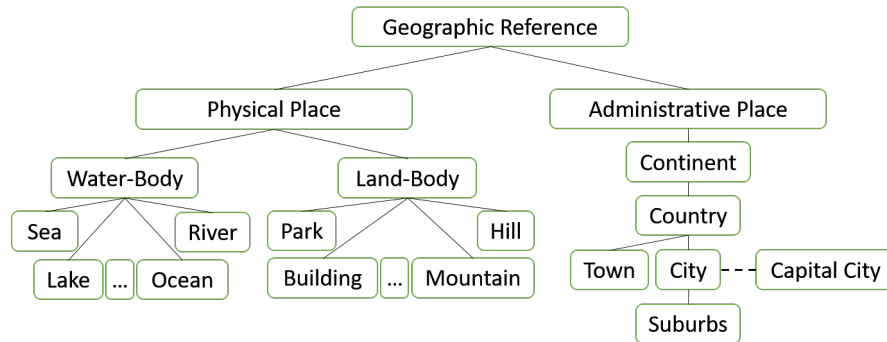 Geographic Reference
Physical Place
Administrative Place
Continent
Water-Body
Land-Body
Country
Sea
River
Park
Hill
Lake
...
Ocean
Building
...
Mountain
Town
City
Capital City
Suburbs